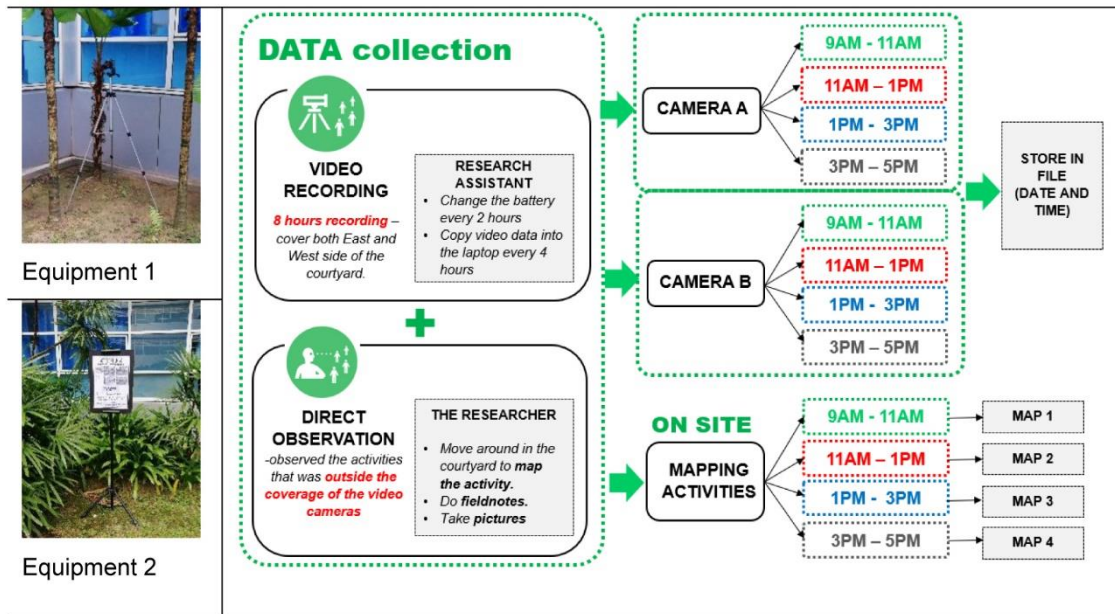 Equipment 1
Equipment 2
DATA collection
VIDEO
RECORDING
8 hours recording –
cover both East and
West side of the
courtyard.
RESEARCH
ASSISTANT
• Change the battery
every 2 hours
• Copy video data into
the laptop every 4
hours
DIRECT
OBSERVATION
-observed the activities
that was outside the
coverage of the video
cameras
THE RESEARCHER
• Move around in the
courtyard to map
the activity.
• Do fieldnotes.
• Take pictures
CAMERA A
9AM - 11AM
11AM – 1PM
1PM - 3PM
3PM – 5PM
CAMERA B
9AM - 11AM
11AM – 1PM
1PM - 3PM
3PM – 5PM
STORE IN
FILE
(DATE AND
TIME)
ON SITE
MAPPING
ACTIVITIES
9AM - 11AM
11AM – 1PM
1PM - 3PM
3PM – 5PM
MAP 1
MAP 2
MAP 3
MAP 4